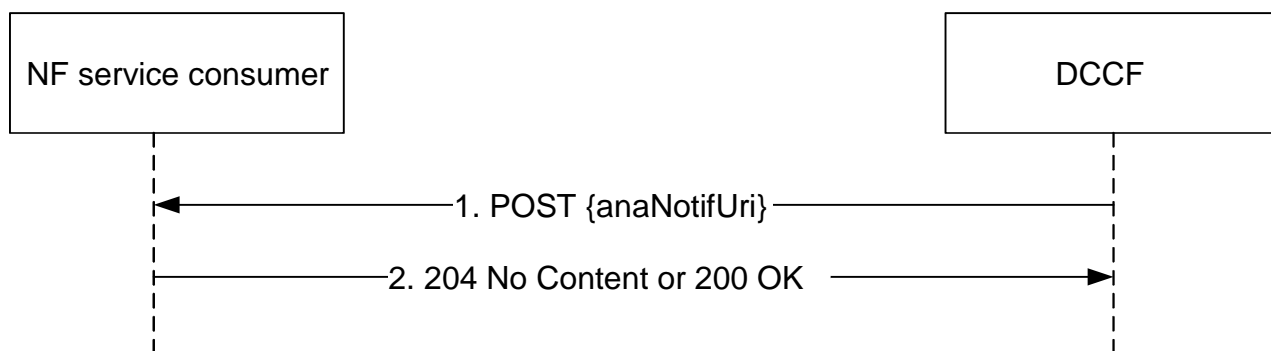 NF service consumer
DCCF
1. POST {anaNotifUri}
2. 204 No Content or 200 OK